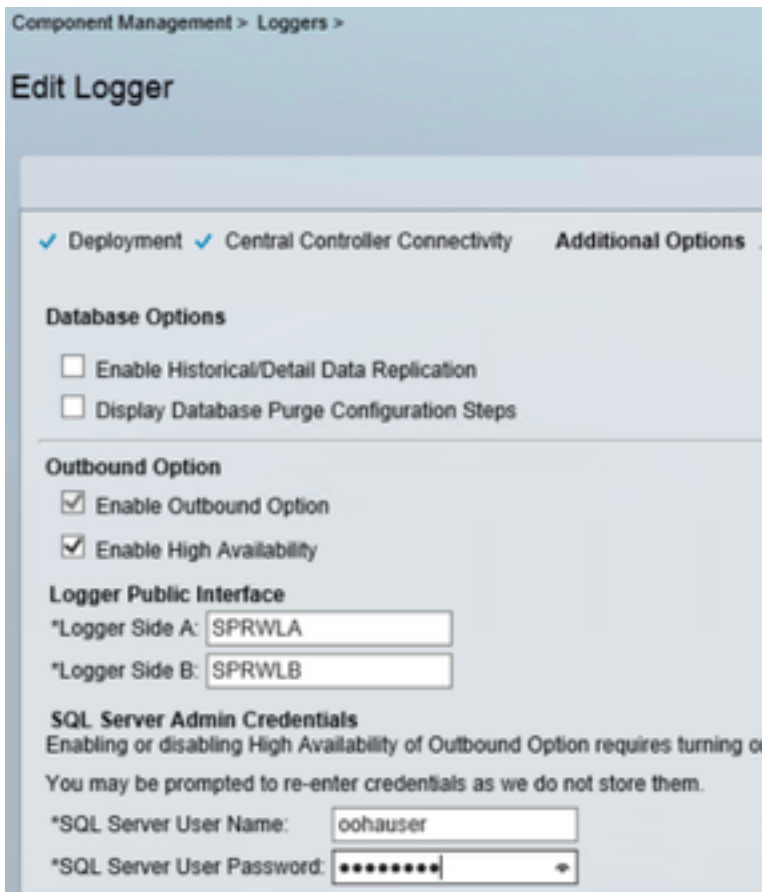 Component Management > Loggers >
Edit Logger
Deployment Central Controller Connectivity Additional Options
Database Options
Enable Historical/Detail Data Replication
Display Database Purge Configuration Steps
Outbound Option
Enable Outbound Option
Enable High Availability
Logger Public Interface
*Logger Side A: SPRWLA
*Logger Side B: SPRWLB
SQL Server Admin Credentials
Enabling or disabling High Availability of Outbound Option requires turning
You may be prompted to re-enter credentials as we do not store them.
*SQL Server User Name: oohauser
*SQL Server User Password: ••••••••